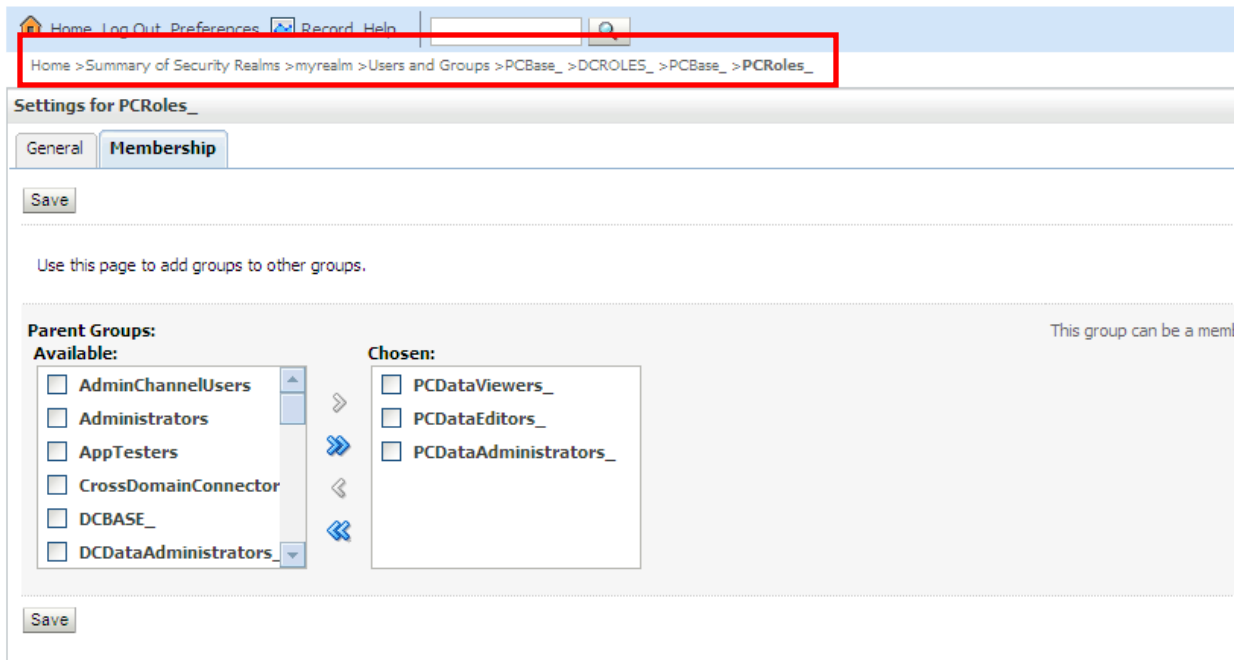 Home Log Out Preferences Record Help
Home >Summary of Security Realms >myrealm >Users and Groups >PCBase_ >DCROLES_ >PCBase_ >PCRoles_
Settings for PCRoles_
General Membership
Save
Use this page to add groups to other groups.
Parent Groups:
This group can be a
Available:
Chosen:
AdminChannelUsers
Administrators
AppTesters
CrossDomainConnector
DCBASE_
DCDataAdministrators_
PCDataViewers_
PCDataEditors_
PCDataAdministrators_
Save